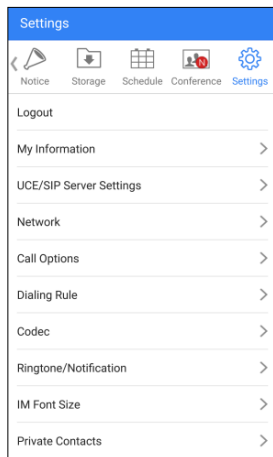 Settings
Notice Storage Schedule Conference Settings
N
Logout
My Information
UCE/SIP Server Settings
Network
Call Options
Dialing Rule
Codec
Ringtone/Notification
IM Font Size
Private Contacts